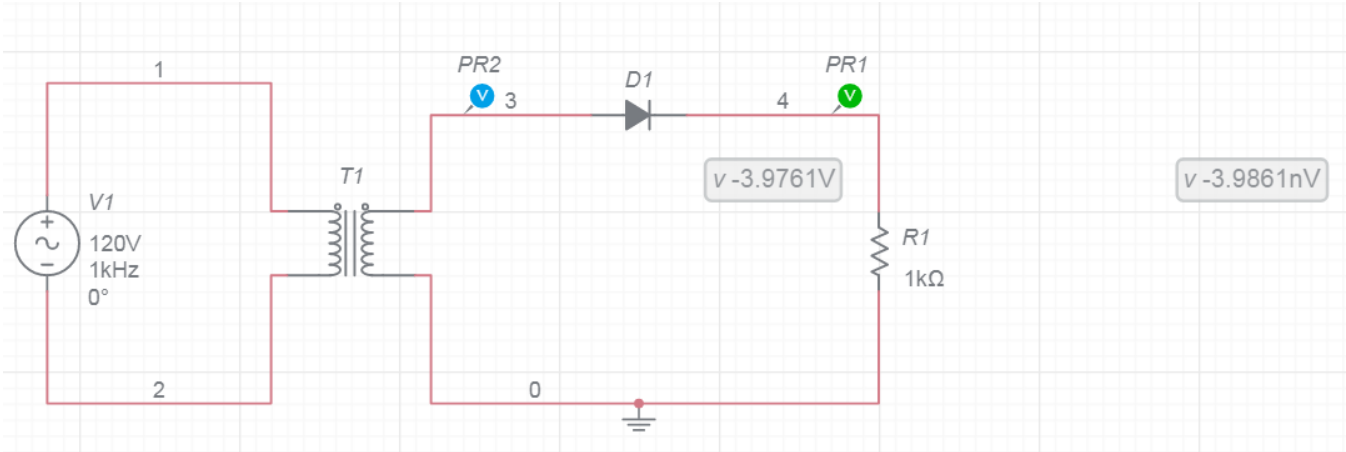 1
PR2
V
3
D1
4
PR1
V
v -3.9761V
v -3.9861nV
T1
V1
120V
1kHz
0°
R1
1kΩ
2
0